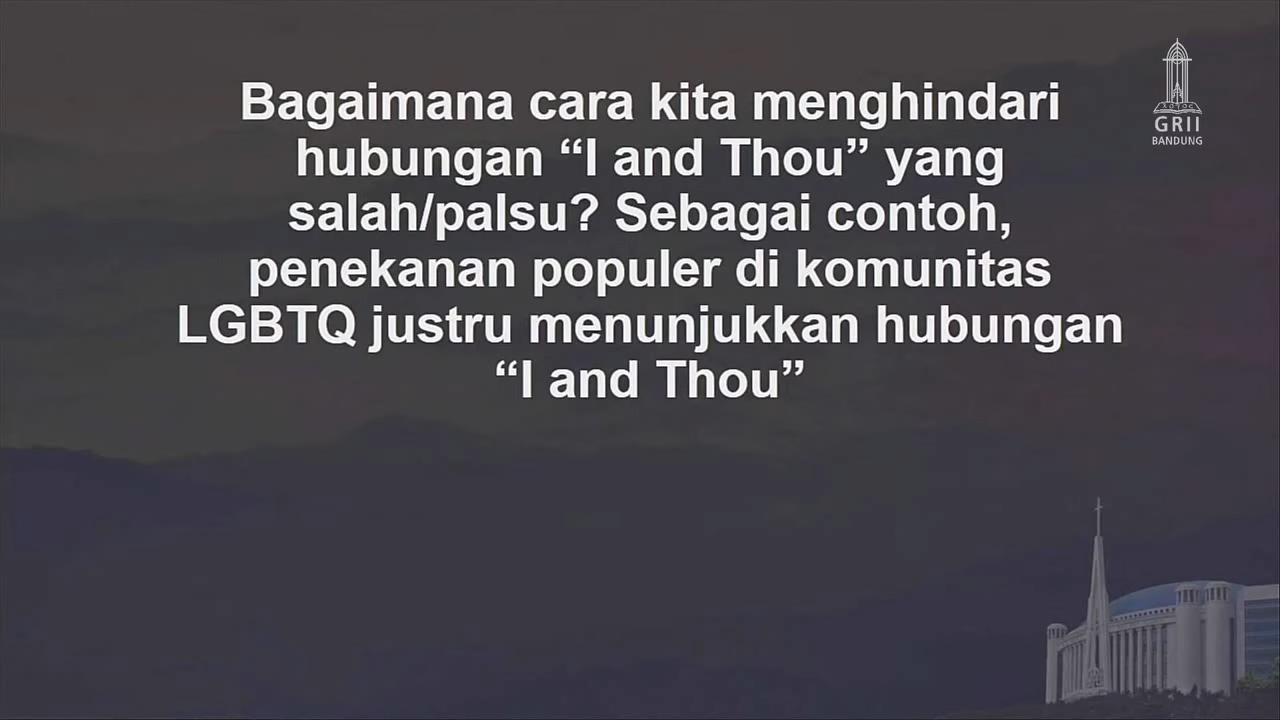 Bagaimana cara kita menghindari
hubungan “I and Thou” yang
salah/palsu? Sebagai contoh,
penekanan populer di komunitas
LGBTQ justru menunjukkan hubungan
“I and Thou”
GRII
BANDUNG